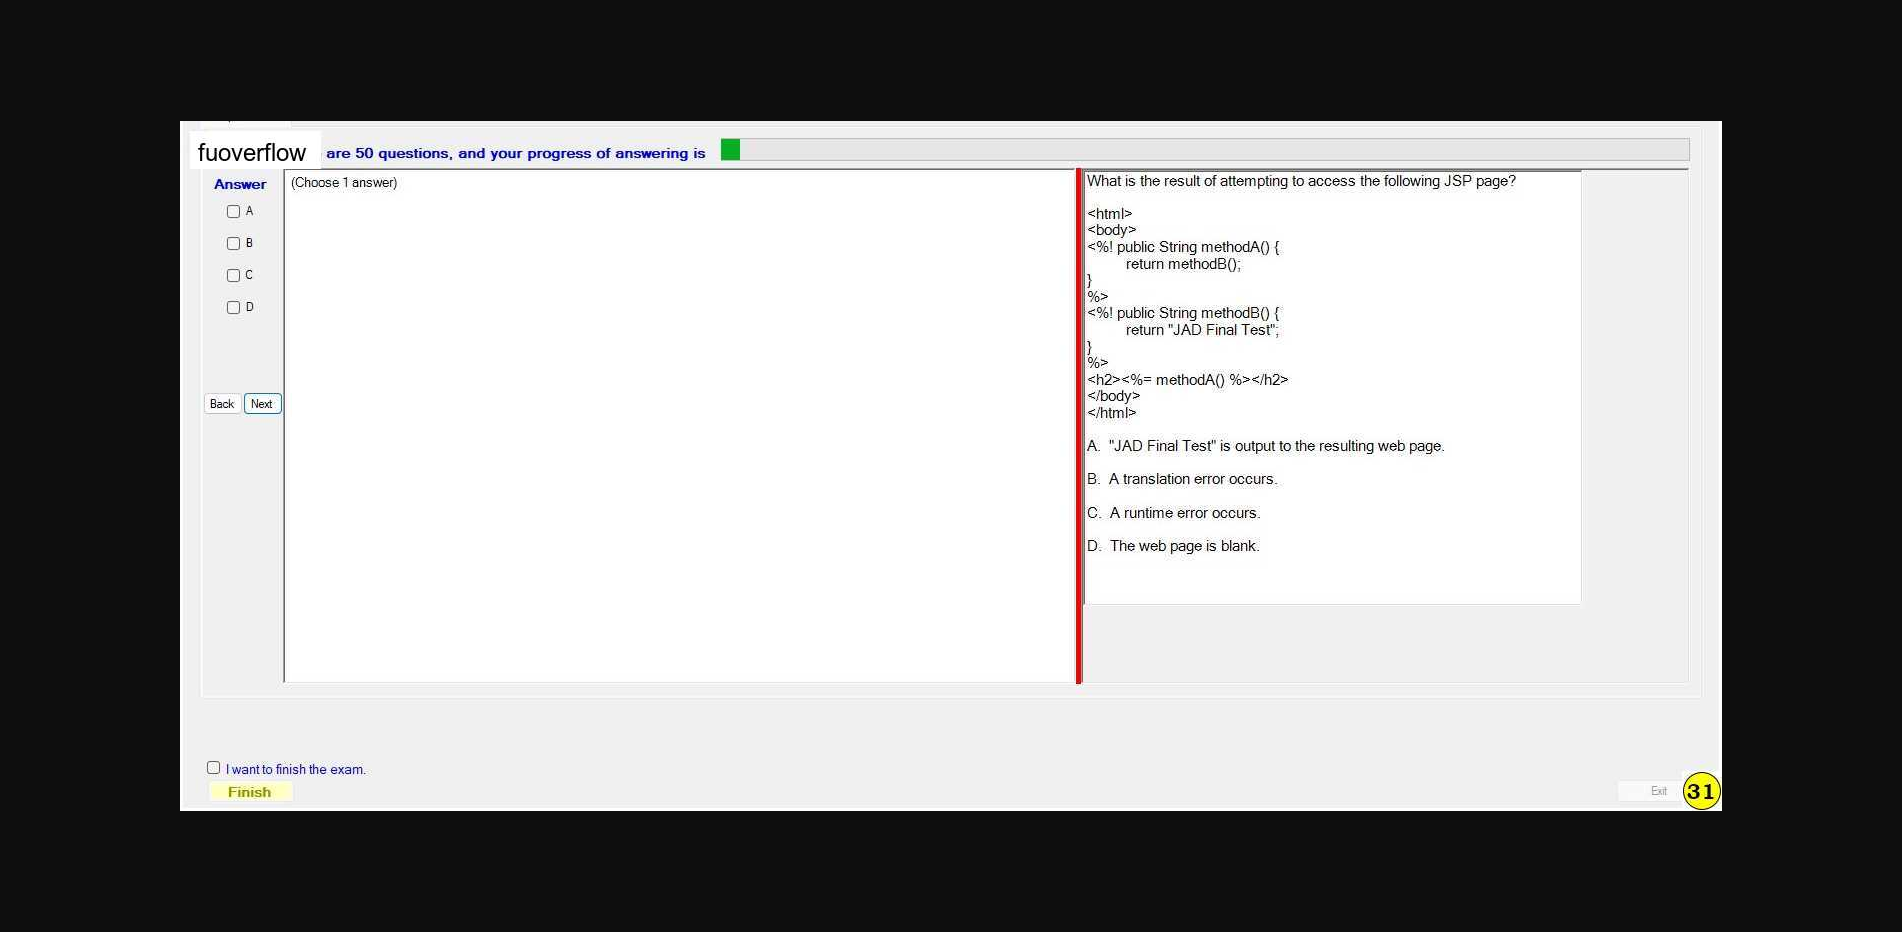 fuoverflow are 50 questions, and your progress of answering is
Answer
A
B
C
D
Back Next
(Choose 1 answer)
What is the result of attempting to access the following JSP page?
<html>
<body>
<%! public String methodA() {
return methodB();
}
%>
<%! public String methodB() {
return "JAD Final Test";
}
%>
<h2><%= methodA() %></h2>
</body>
</html>
A. "JAD Final Test" is output to the resulting web page.
B. A translation error occurs.
C. A runtime error occurs.
D. The web page is blank.
I want to finish the exam.
Finish
Exit
31